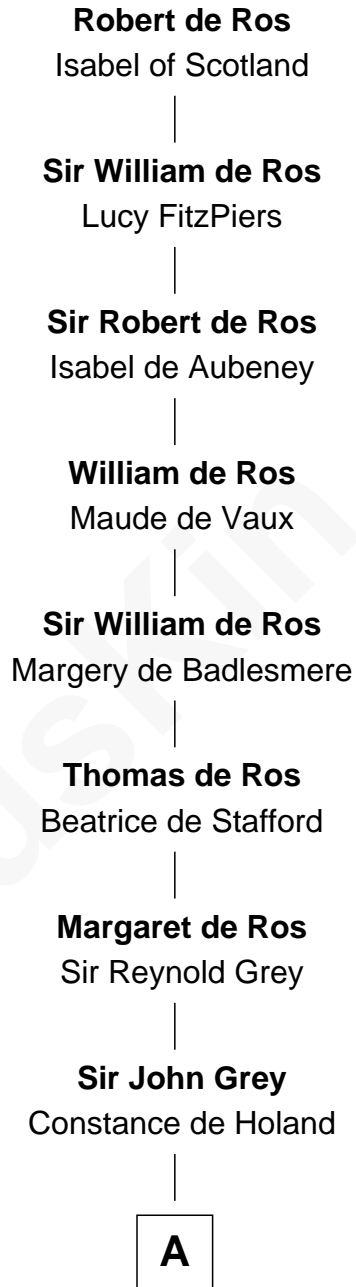 Robert de Ros
Isabel of Scotland
Sir William de Ros
Lucy FitzPiers
Sir Robert de Ros
Isabel de Aubeney
William de Ros
Maude de Vaux
Sir William de Ros
Margery de Badlesmere
Thomas de Ros
Beatrice de Stafford
Margaret de Ros
Sir Reynold Grey
Sir John Grey
Constance de Holand
A